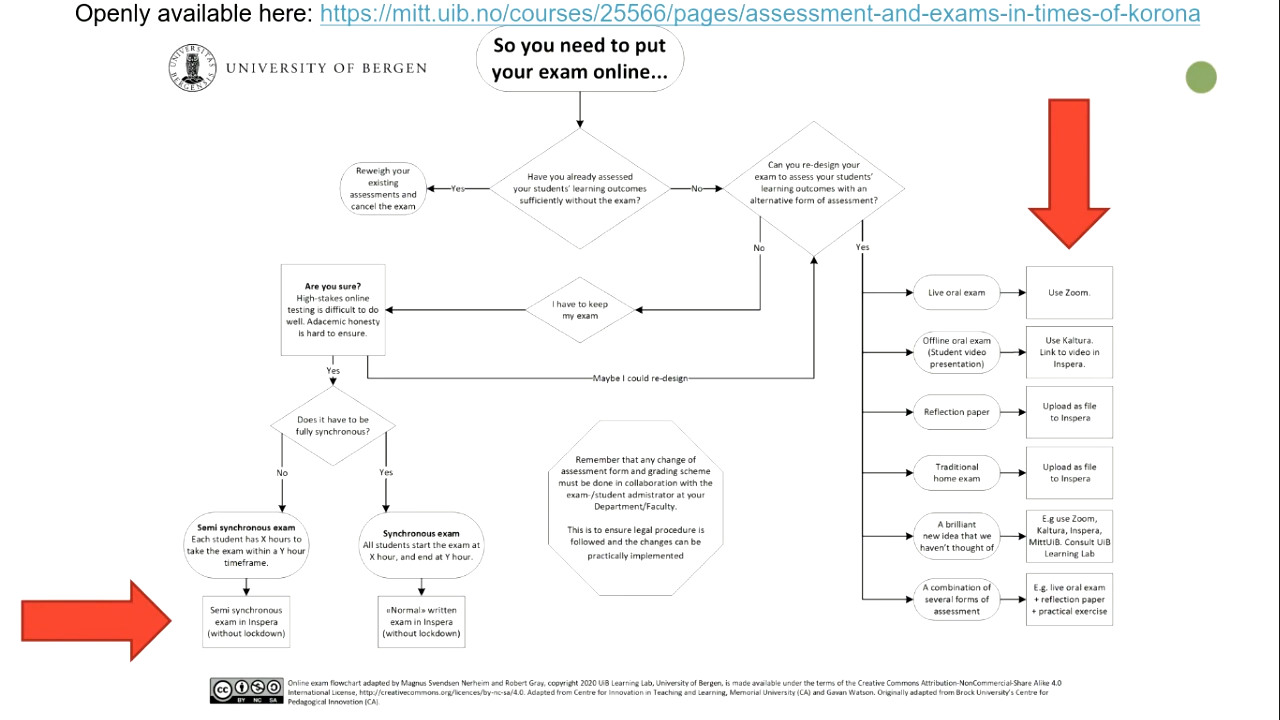 Openly available here: https://mitt.uib.no/courses/25566/pages/assessment-and-exams-in-times-of-korona
UNIVERSITY OF BERGEN
So you need to put
your exam online...
Reweigh your
existing
assessments and
cancel the exam
Yes
Have you already assessed
your students' learning outcomes
sufficiently without the exam?
No
Can you re-design your
exam to assess your students'
learning outcomes with an
alternative form of assessment?
No
Yes
Are you sure?
High-stakes online
testing is difficult to do
well. Adacemic honesty
is hard to ensure.
I have to keep
my exam
Live oral exam
Use Zoom.
Offline oral exam
(Student video
presentation)
Use Kaltura.
Link to video in
Inspera.
Yes
Maybe I could re-design
Reflection paper
Upload as file
to Inspera
Does it have to be
fully synchronous?
No
Yes
Remember that any change of
assessment form and grading scheme
must be done in collaboration with the
exam-/student admistrator at your
Department/Faculty.
This is to ensure legal procedure is
followed and the changes can be
practically implemented
Traditional
home exam
Upload as file
to Inspera
Semi synchronous exam
Each student has X hours to
take the exam within a Y hour
timeframe.
Synchronous exam
All students start the exam at
X hour, and end at Y hour.
A brilliant
new idea that we
haven't thought of
E.g use Zoom,
Kaltura, Inspera,
MittUiB. Consult UiB
Learning Lab
Semi synchronous
exam in Inspera
(without lockdown)
«Normal» written
exam in Inspera
(without lockdown)
A combination of
several forms of
assessment
E.g. live oral exam
+ reflection paper
+ practical exercise
cc BY NC SA
Online exam flowchart adapted by Magnus Svendsen Nerheim and Robert Gray, copyright 2020 UiB Learning Lab, University of Bergen, is made available under the terms of the Creative Commons Attribution-NonCommercial-Share Alike 4.0
International License, http://creativecommons.org/licences/by-nc-sa/4.0. Adapted from Centre for Innovation in Teaching and Learning, Memorial University (CA) and Gavan Watson. Originally adapted from Brock University's Centre for
Pedagogical Innovation (CA).